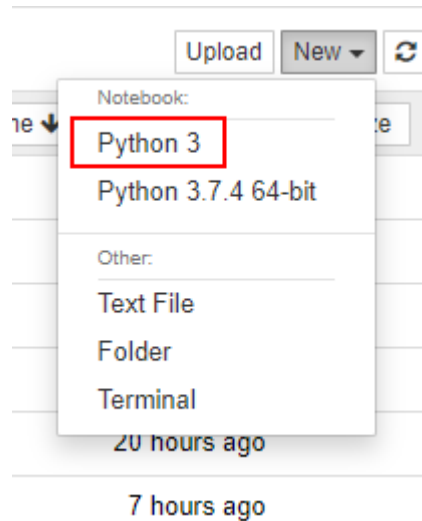 Upload New
Notebook:
ne e
Python 3
Python 3.7.4 64-bit
Other:
Text File
Folder
Terminal
20 hours ago
7 hours ago